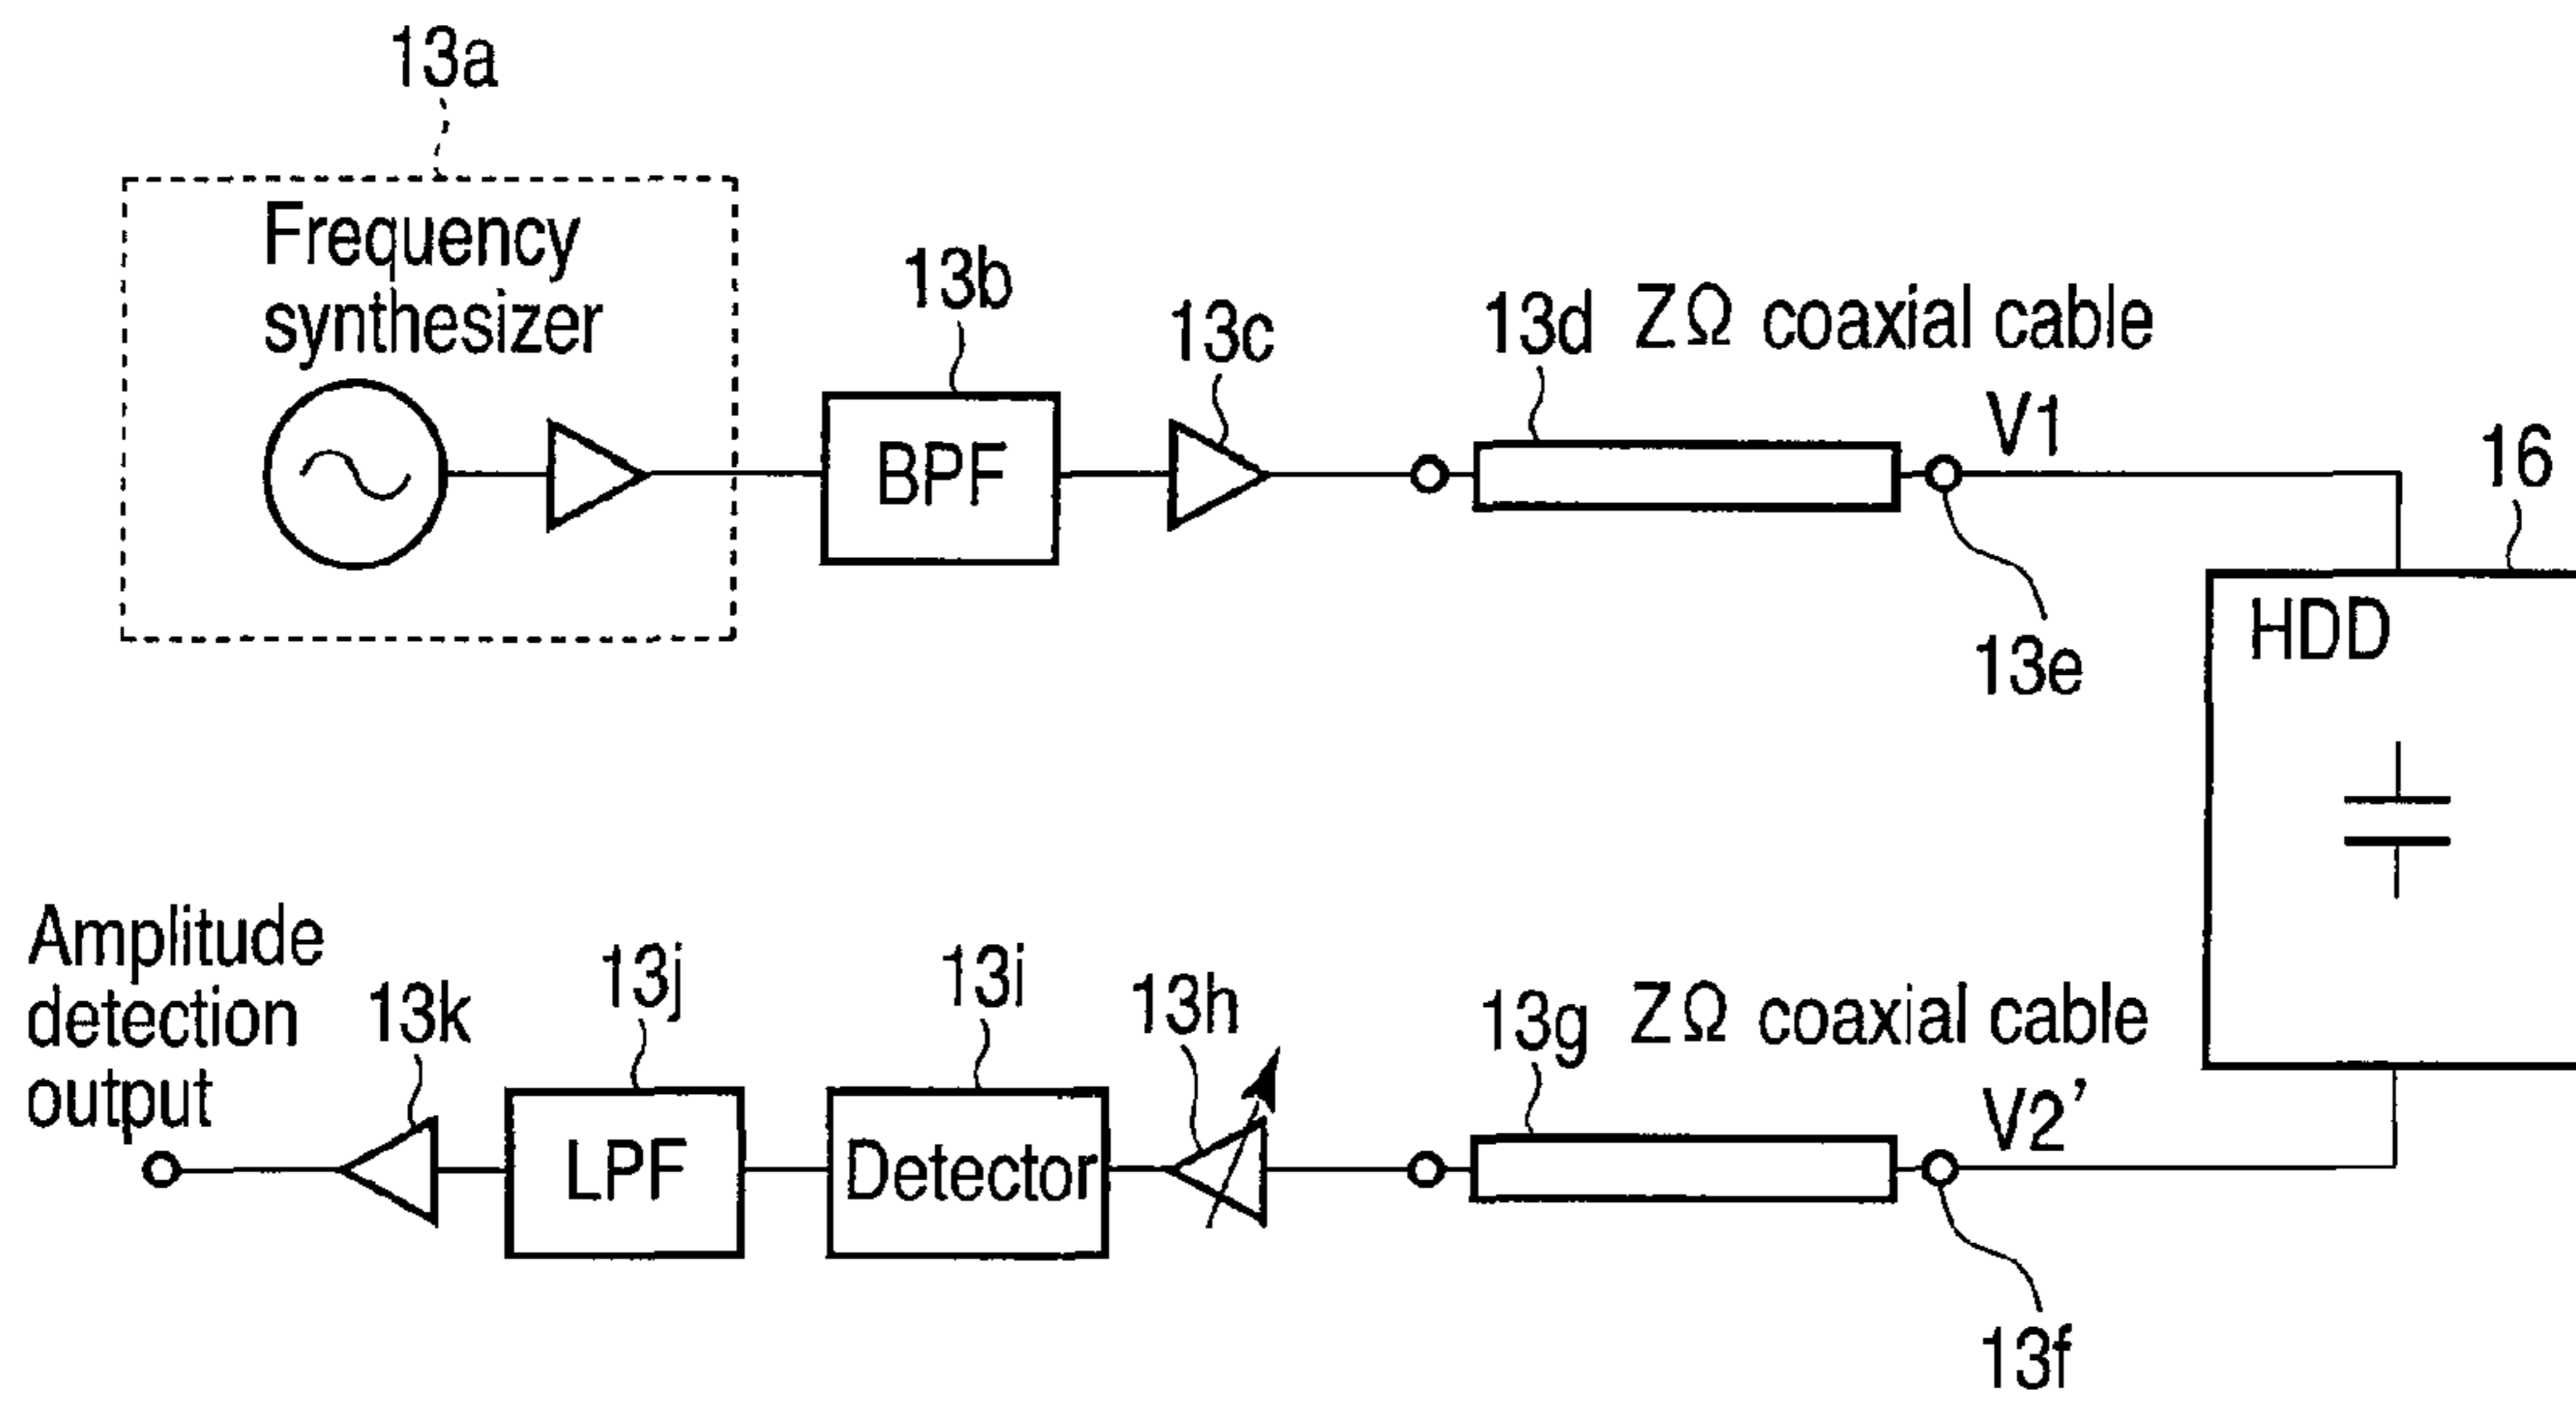 13a
Frequency
synthesizer
13b
BPF
13c
13d ZΩ coaxial cable
V1
13e
16
HDD
Amplitude
detection
output
13k
13j
LPF
13i
Detector
13h
13g ZΩ coaxial cable
V2'
13f